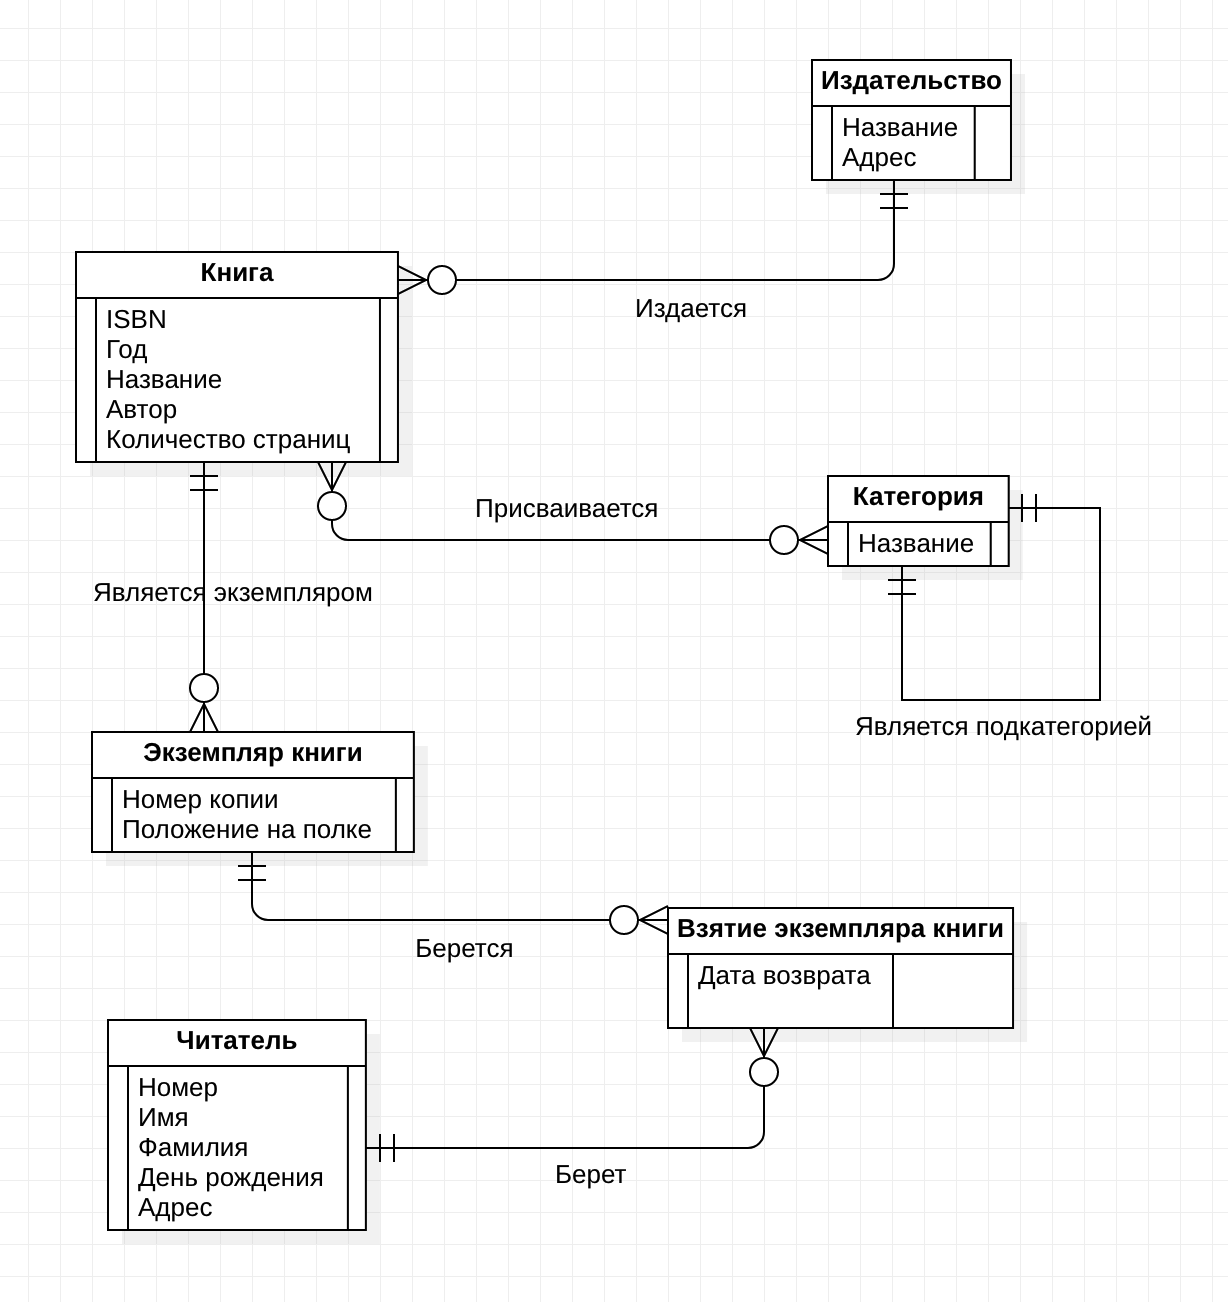 Издательство
Название
Адрес
Книга
ISBN
Год
Название
Автор
Количество страниц
Издается
Присваивается
Категория
Название
Является экземпляром
Является подкатегорией
Экземпляр книги
Номер копии
Положение на полке
Берется
Взятие экземпляра книги
Дата возврата
Читатель
Номер
Имя
Фамилия
День рождения
Адрес
Берет